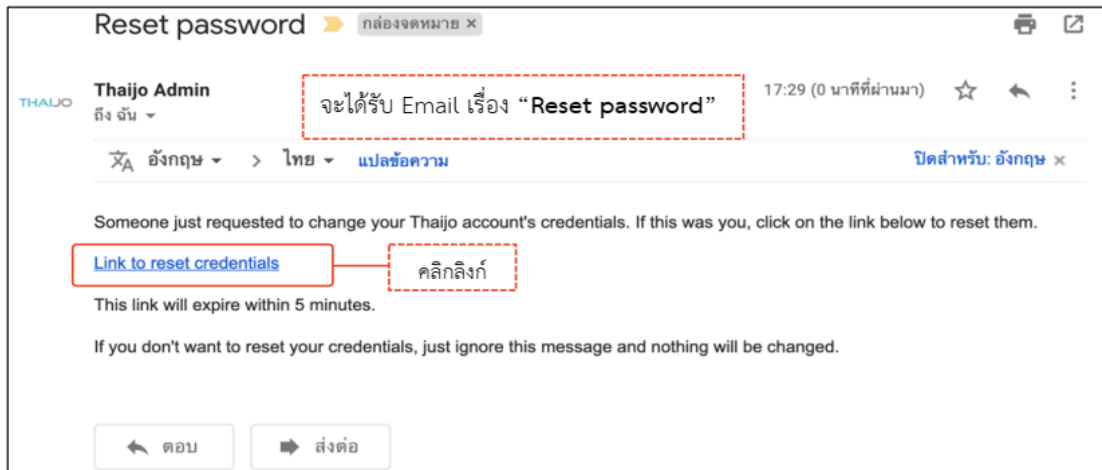 Reset password กล่องจดหมาย ×
THAIJO
Thaijo Admin
ถึง ฉัน
จะได้รับ Email เรื่อง “Reset password”
17:29 (0 นาทีที่ผ่านมา)
อังกฤษ > ไทย แปลข้อความ ปิดสำหรับ: อังกฤษ ×
Someone just requested to change your Thaijo account's credentials. If this was you, click on the link below to reset them.
Link to reset credentials
คลิกลิงก์
This link will expire within 5 minutes.
If you don't want to reset your credentials, just ignore this message and nothing will be changed.
ตอบ ส่งต่อ